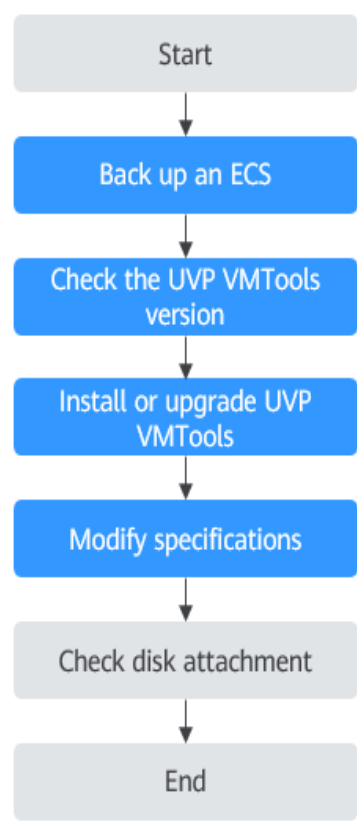 Start
Back up an ECS
Check the UVP VMTools
version
Install or upgrade UVP
VMTools
Modify specifications
Check disk attachment
End